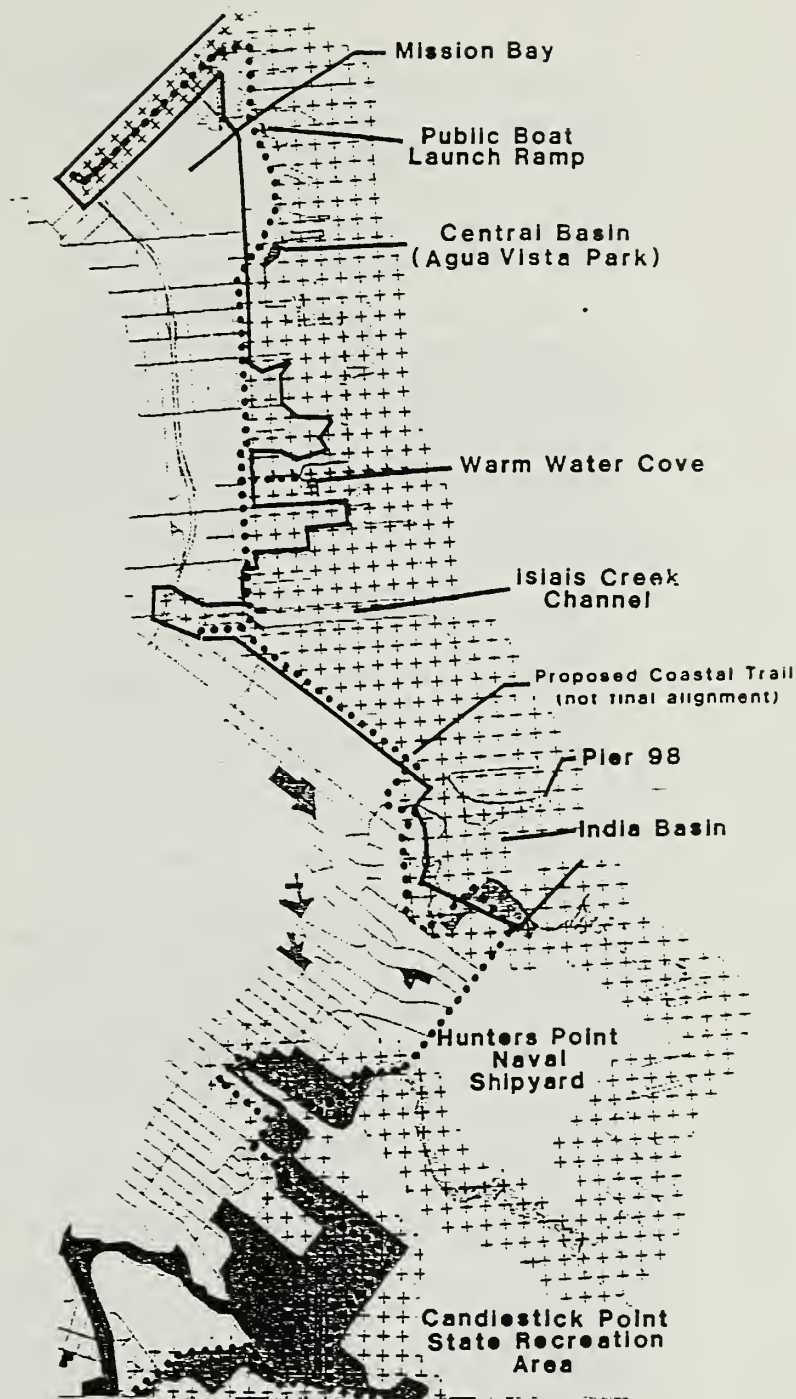 Mission Bay
Public Boat
Launch Ramp
Central Basin
(Agua Vista Park)
Warm Water Cove
Islais Creek
Channel
Proposed Coastal Trail
(not final alignment)
Pier 98
India Basin
Hunters Point
Naval
Shipyard
Candlestick Point
State Recreation
Area